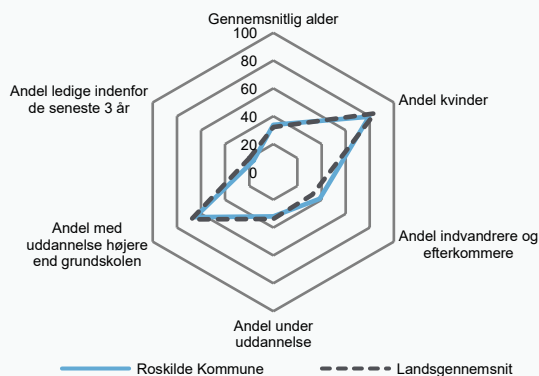 Gennemsnitlig alder
100
80
60
40
20
0
Andel kvinder
Andel indvandrere og
efterkommere
Andel under
uddannelse
Andel med
uddannelse højere
end grundskolen
Andel ledige indenfor
de seneste 3 år
Roskilde Kommune
Landsgennemsnit